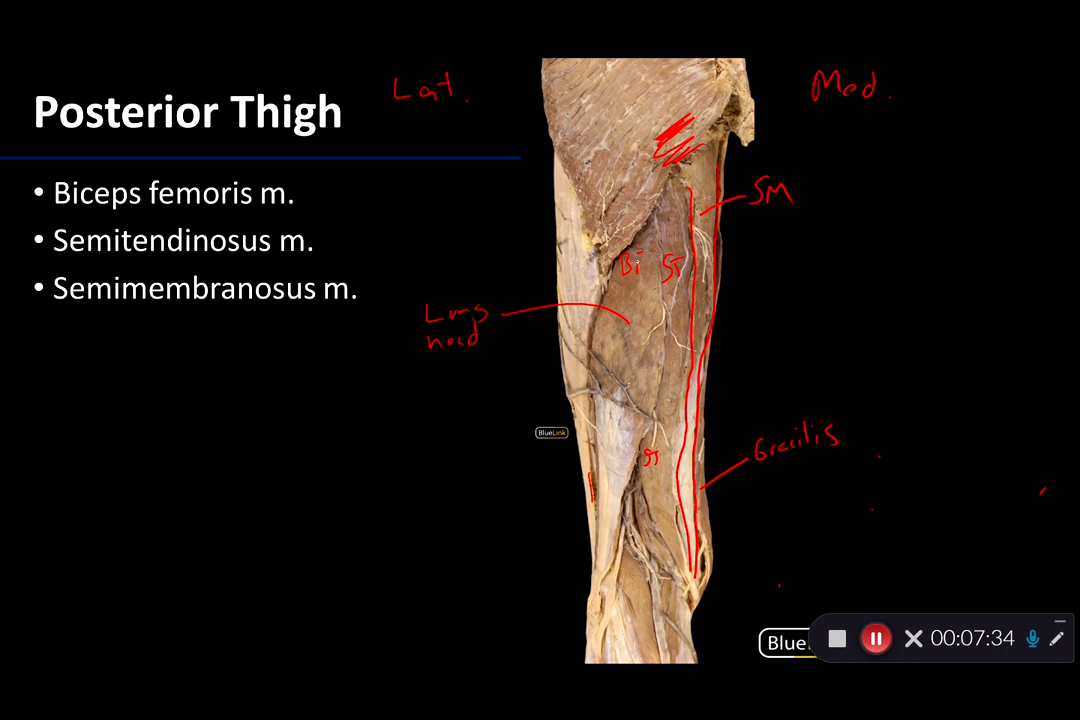 Lat.
Med.
Posterior Thigh
• Biceps femoris m.
• Semitendinosus m.
• Semimembranosus m.
SM
Bi ST
Long
head
BlueLink
Gracilis
ST
Blue
00:07:34